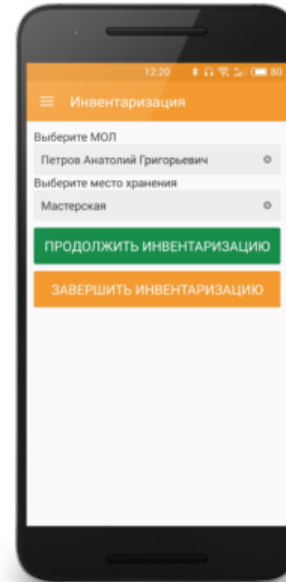 12:20 80
Инвентаризация
Выберите МОЛ
Петров Анатолий Григорьевич
Выберите место хранения
Мастерская
ПРОДОЛЖИТЬ ИНВЕНТАРИЗАЦИЮ
ЗАВЕРШИТЬ ИНВЕНТАРИЗАЦИЮ